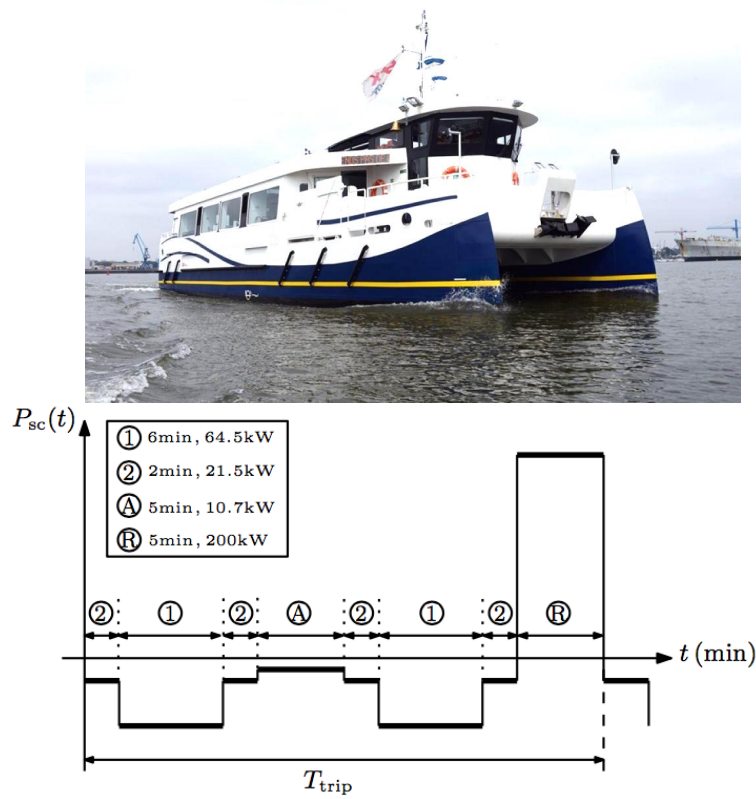 P_sc(t)
① 6min, 64.5kW
② 2min, 21.5kW
Ⓐ 5min, 10.7kW
Ⓡ 5min, 200kW
② ① ② Ⓐ ② ① ② Ⓡ
t (min)
T_trip